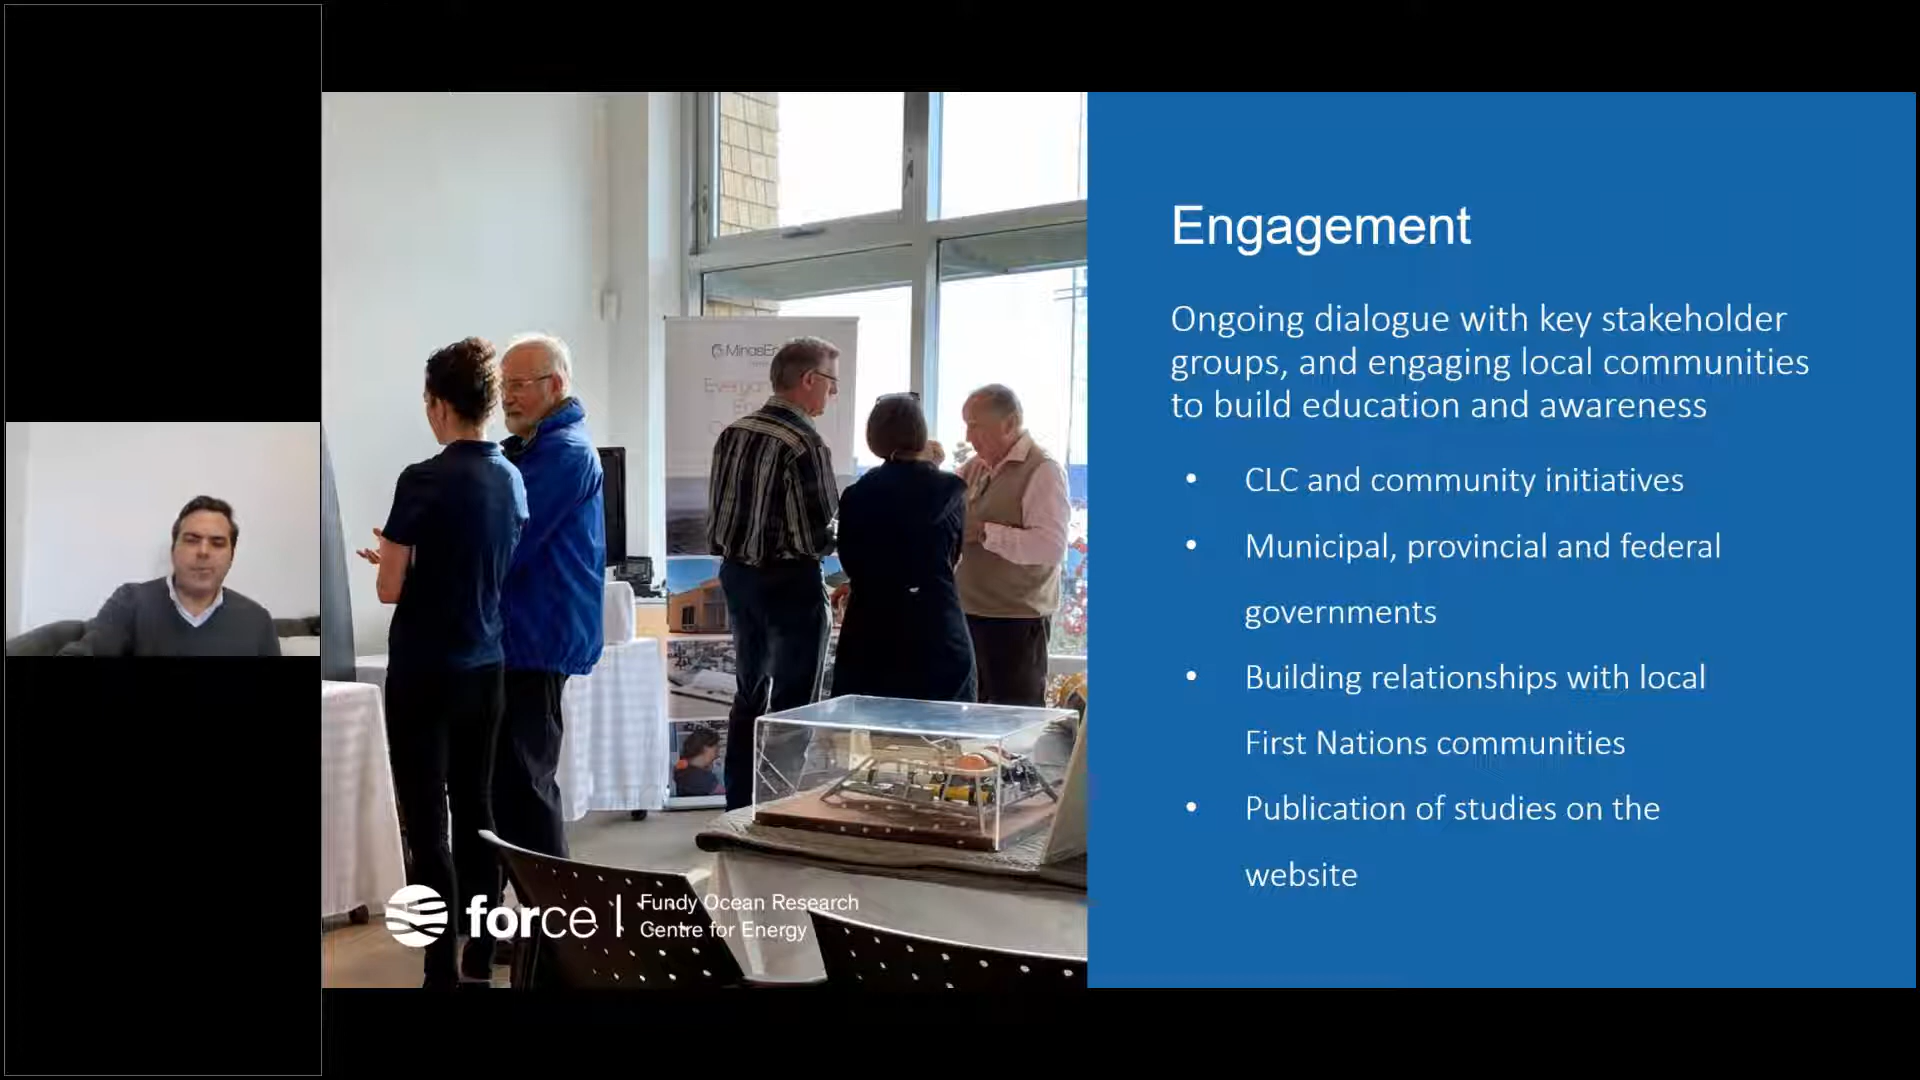 Engagement
Ongoing dialogue with key stakeholder
groups, and engaging local communities
to build education and awareness
• CLC and community initiatives
• Municipal, provincial and federal
governments
• Building relationships with local
First Nations communities
• Publication of studies on the
website
force | Fundy Ocean Research
Centre for Energy